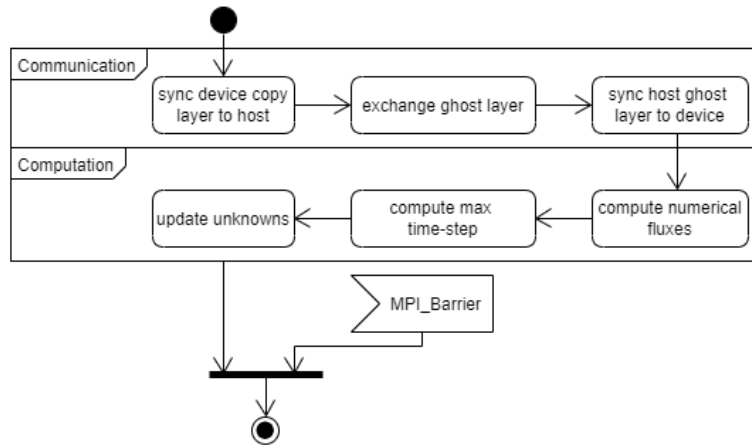 Communication
sync device copy
layer to host
exchange ghost layer
sync host ghost
layer to device
Computation
update unknowns
compute max
time-step
compute numerical
fluxes
MPI_Barrier